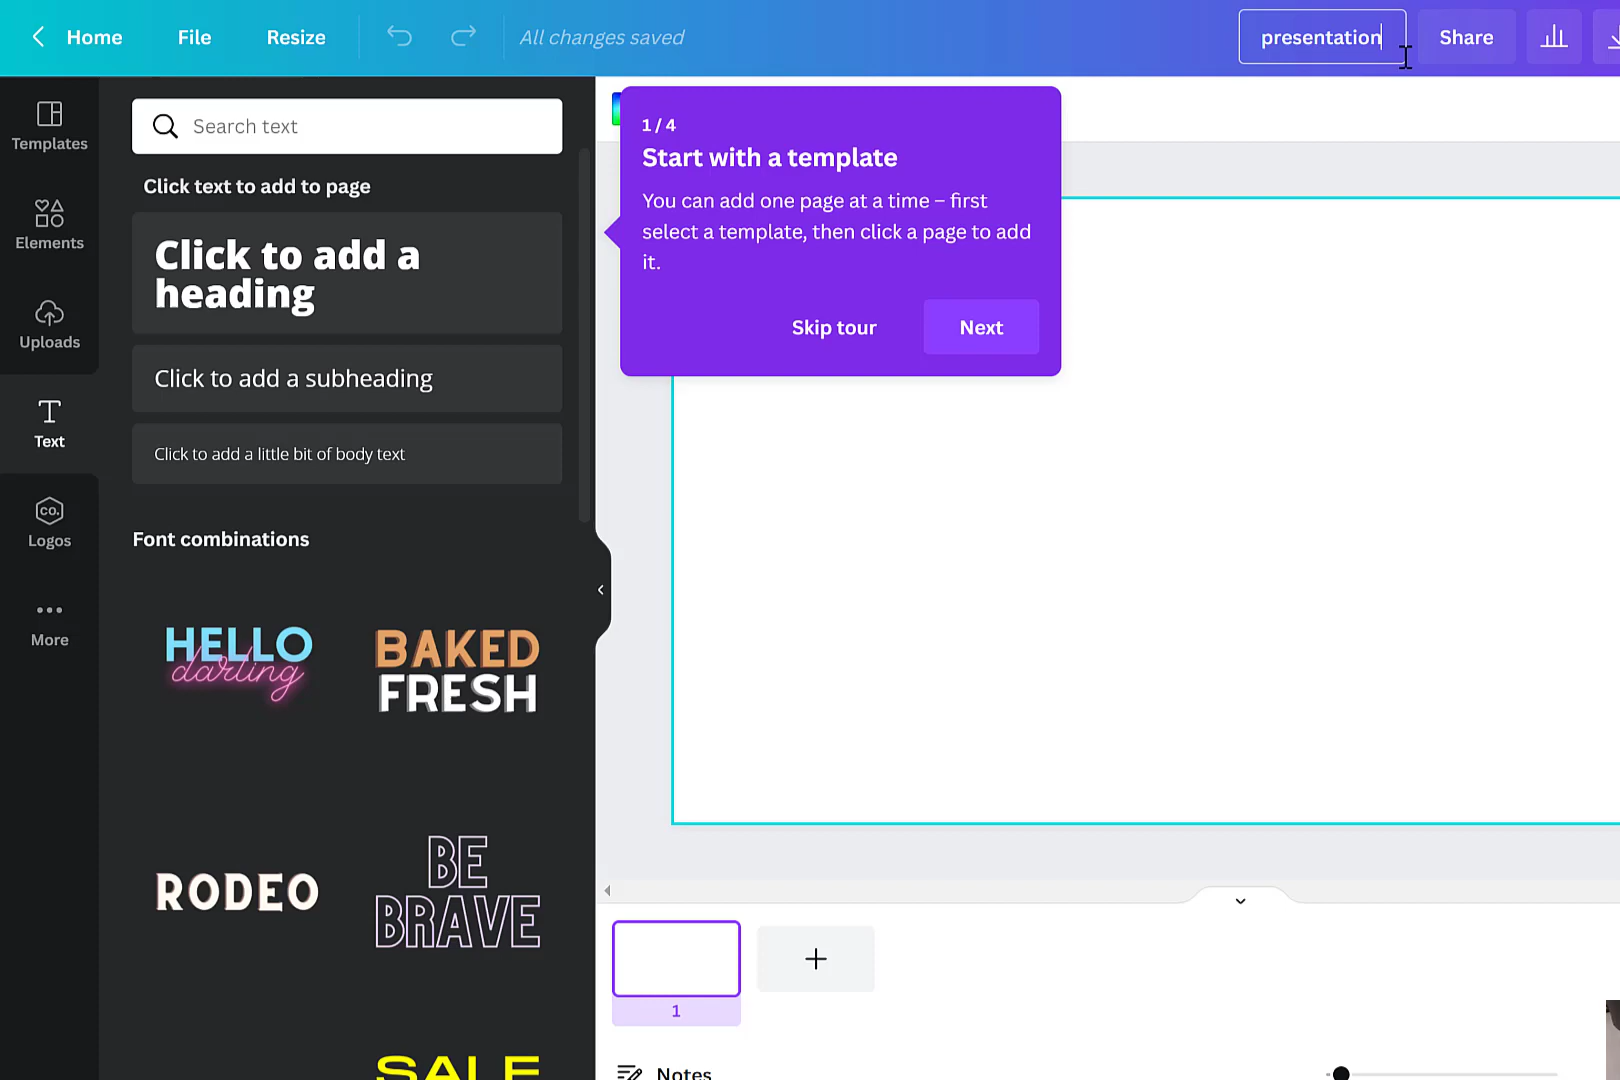 Home File Resize All changes saved presentation Share
Templates
Elements
Uploads
Text
Logos
CO.
More
Search text
Click text to add to page
Click to add a
heading
Click to add a subheading
Click to add a little bit of body text
Font combinations
HELLO
darling
BAKED
FRESH
RODEO
BE
BRAVE
SALE
1 / 4
Start with a template
You can add one page at a time – first
select a template, then click a page to add
it.
Skip tour Next
1
Notes